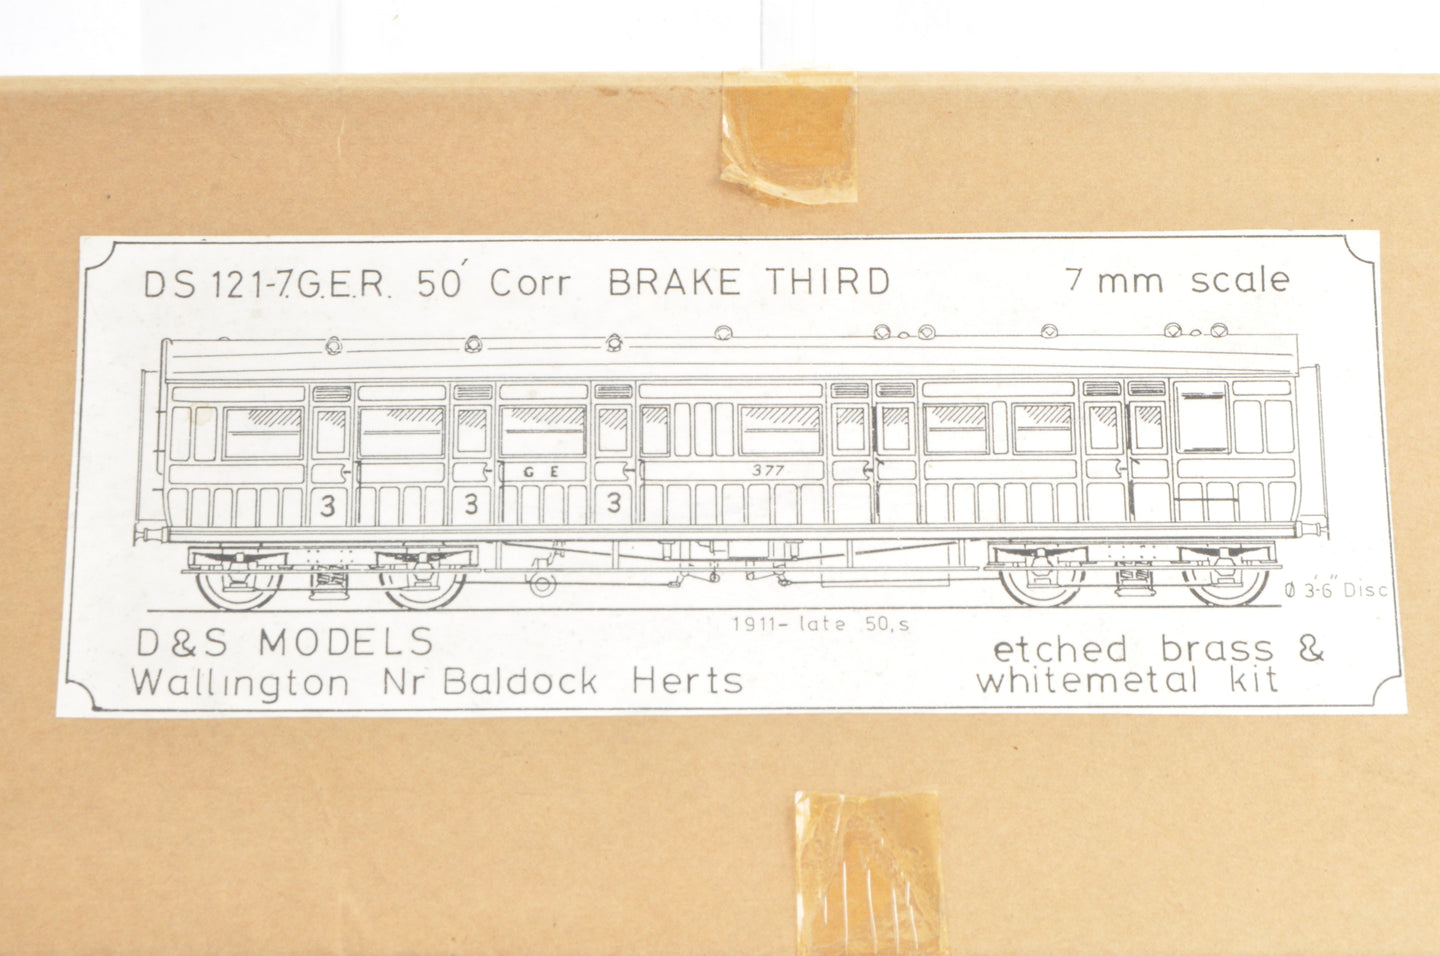 DS 121-7.G.E.R. 50' Corr BRAKE THIRD 7 mm scale
G E 377
3 3 3
Ø 3'-6" Disc
1911- late 50,s
D&S MODELS
Wallington Nr Baldock Herts
etched brass &
whitemetal kit